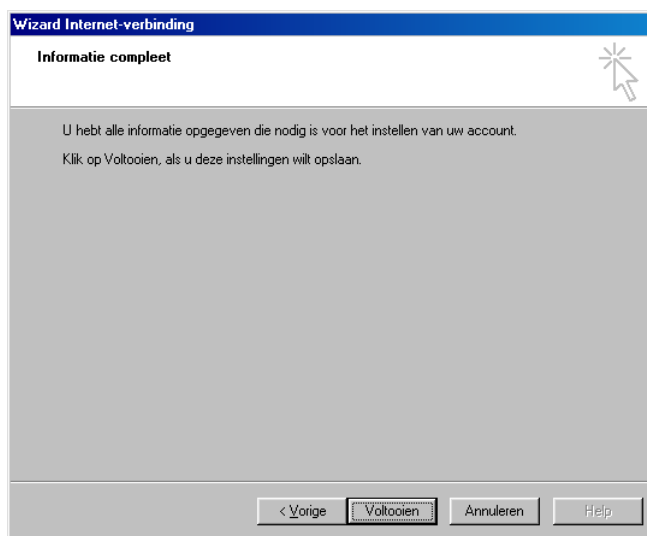 Wizard Internet-verbinding
Informatie compleet
U hebt alle informatie opgegeven die nodig is voor het instellen van uw account.
Klik op Voltooien, als u deze instellingen wilt opslaan.
< Vorige Voltooien Annuleren Help